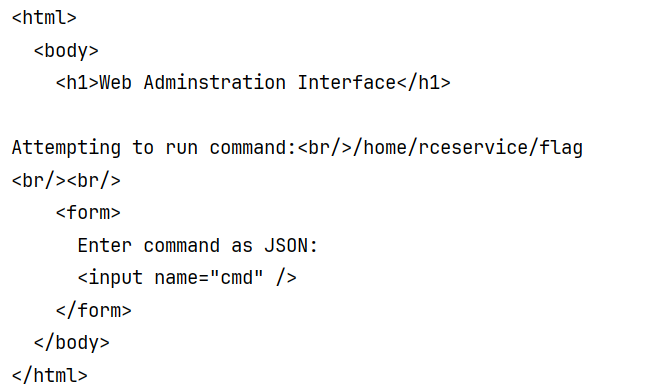 <html>
<body>
<h1>Web Adminstration Interface</h1>
Attempting to run command:<br/>/home/rceservice/flag
<br/><br/>
<form>
Enter command as JSON:
<input name="cmd" />
</form>
</body>
</html>